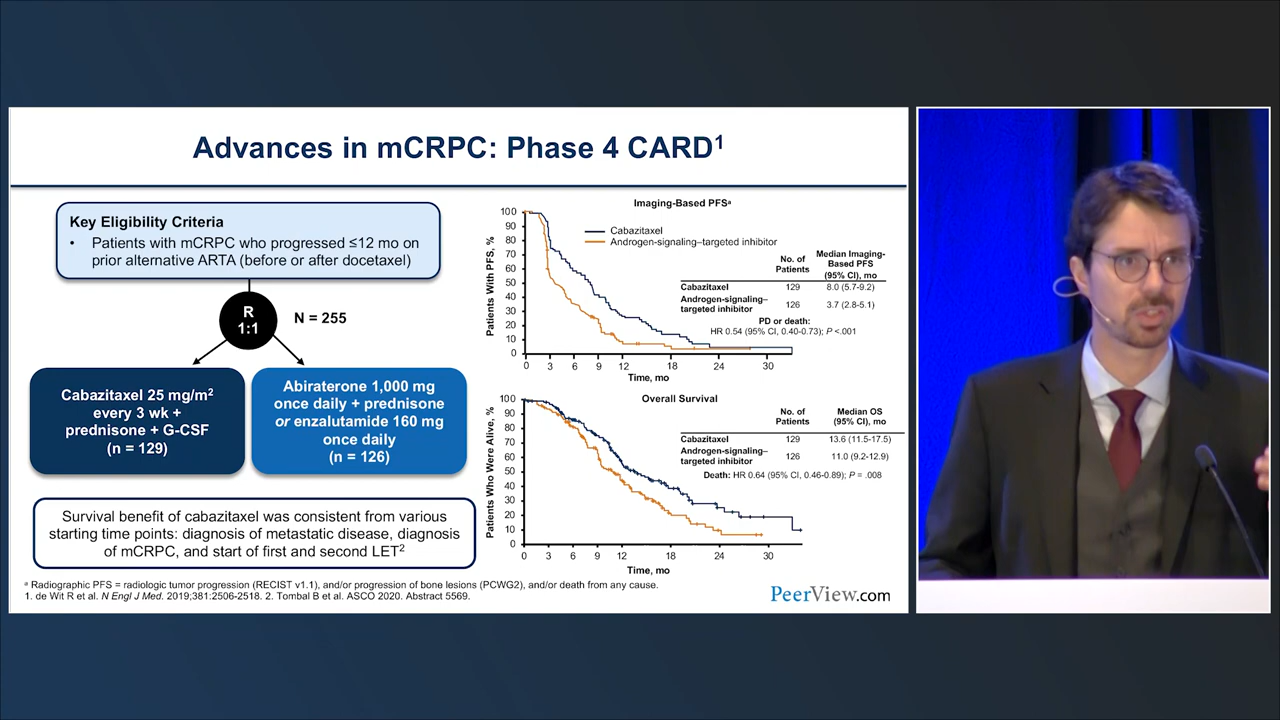 Advances in mCRPC: Phase 4 CARD¹
Key Eligibility Criteria
• Patients with mCRPC who progressed ≤12 mo on
prior alternative ARTA (before or after docetaxel)
R
1:1
N = 255
Cabazitaxel 25 mg/m²
every 3 wk +
prednisone + G-CSF
(n = 129)
Abiraterone 1,000 mg
once daily + prednisone
or enzalutamide 160 mg
once daily
(n = 126)
Survival benefit of cabazitaxel was consistent from various
starting time points: diagnosis of metastatic disease, diagnosis
of mCRPC, and start of first and second LET²
Imaging-Based PFSᵃ
Patients With PFS, %
100
90
80
70
60
50
40
30
20
10
0
Cabazitaxel
Androgen-signaling–targeted inhibitor
No. of
Patients
Median Imaging-
Based PFS
(95% CI), mo
Cabazitaxel 129 8.0 (5.7-9.2)
Androgen-signaling–
targeted inhibitor 126 3.7 (2.8-5.1)
PD or death:
HR 0.54 (95% CI, 0.40-0.73); P <.001
0 3 6 9 12 18 24 30
Time, mo
Overall Survival
Patients Who Were Alive, %
100
90
80
70
60
50
40
30
20
10
0
No. of
Patients
Median OS
(95% CI), mo
Cabazitaxel 129 13.6 (11.5-17.5)
Androgen-signaling–
targeted inhibitor 126 11.0 (9.2-12.9)
Death: HR 0.64 (95% CI, 0.46-0.89); P = .008
0 3 6 9 12 18 24 30
Time, mo
ᵃ Radiographic PFS = radiologic tumor progression (RECIST v1.1), and/or progression of bone lesions (PCWG2), and/or death from any cause.
1. de Wit R et al. N Engl J Med. 2019;381:2506-2518. 2. Tombal B et al. ASCO 2020. Abstract 5569.
PeerView.com